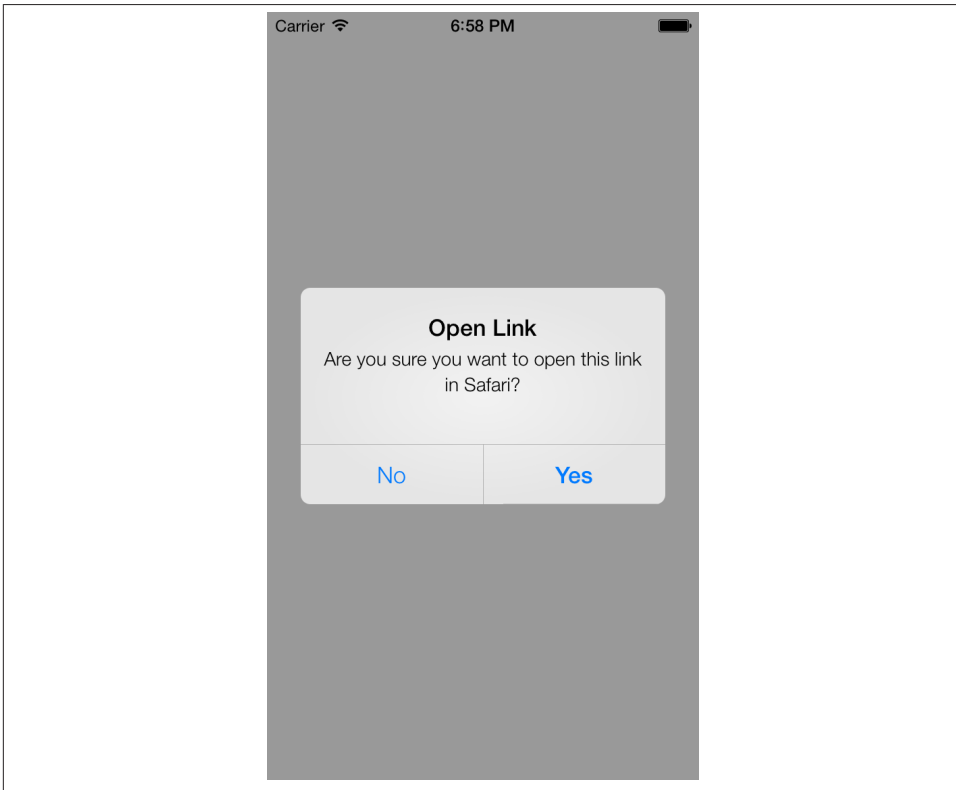 Carrier 6:58 PM
Open Link
Are you sure you want to open this link
in Safari?
No Yes